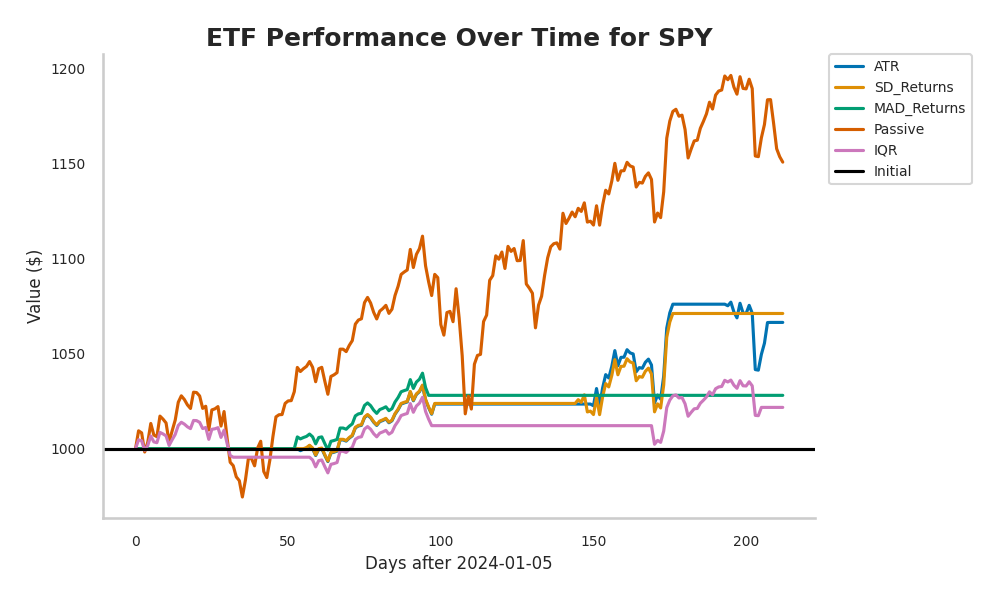 ETF Performance Over Time for SPY
Value ($)
1200
1150
1100
1050
1000
0
50
100
150
200
Days after 2024-01-05
ATR
SD_Returns
MAD_Returns
Passive
IQR
Initial